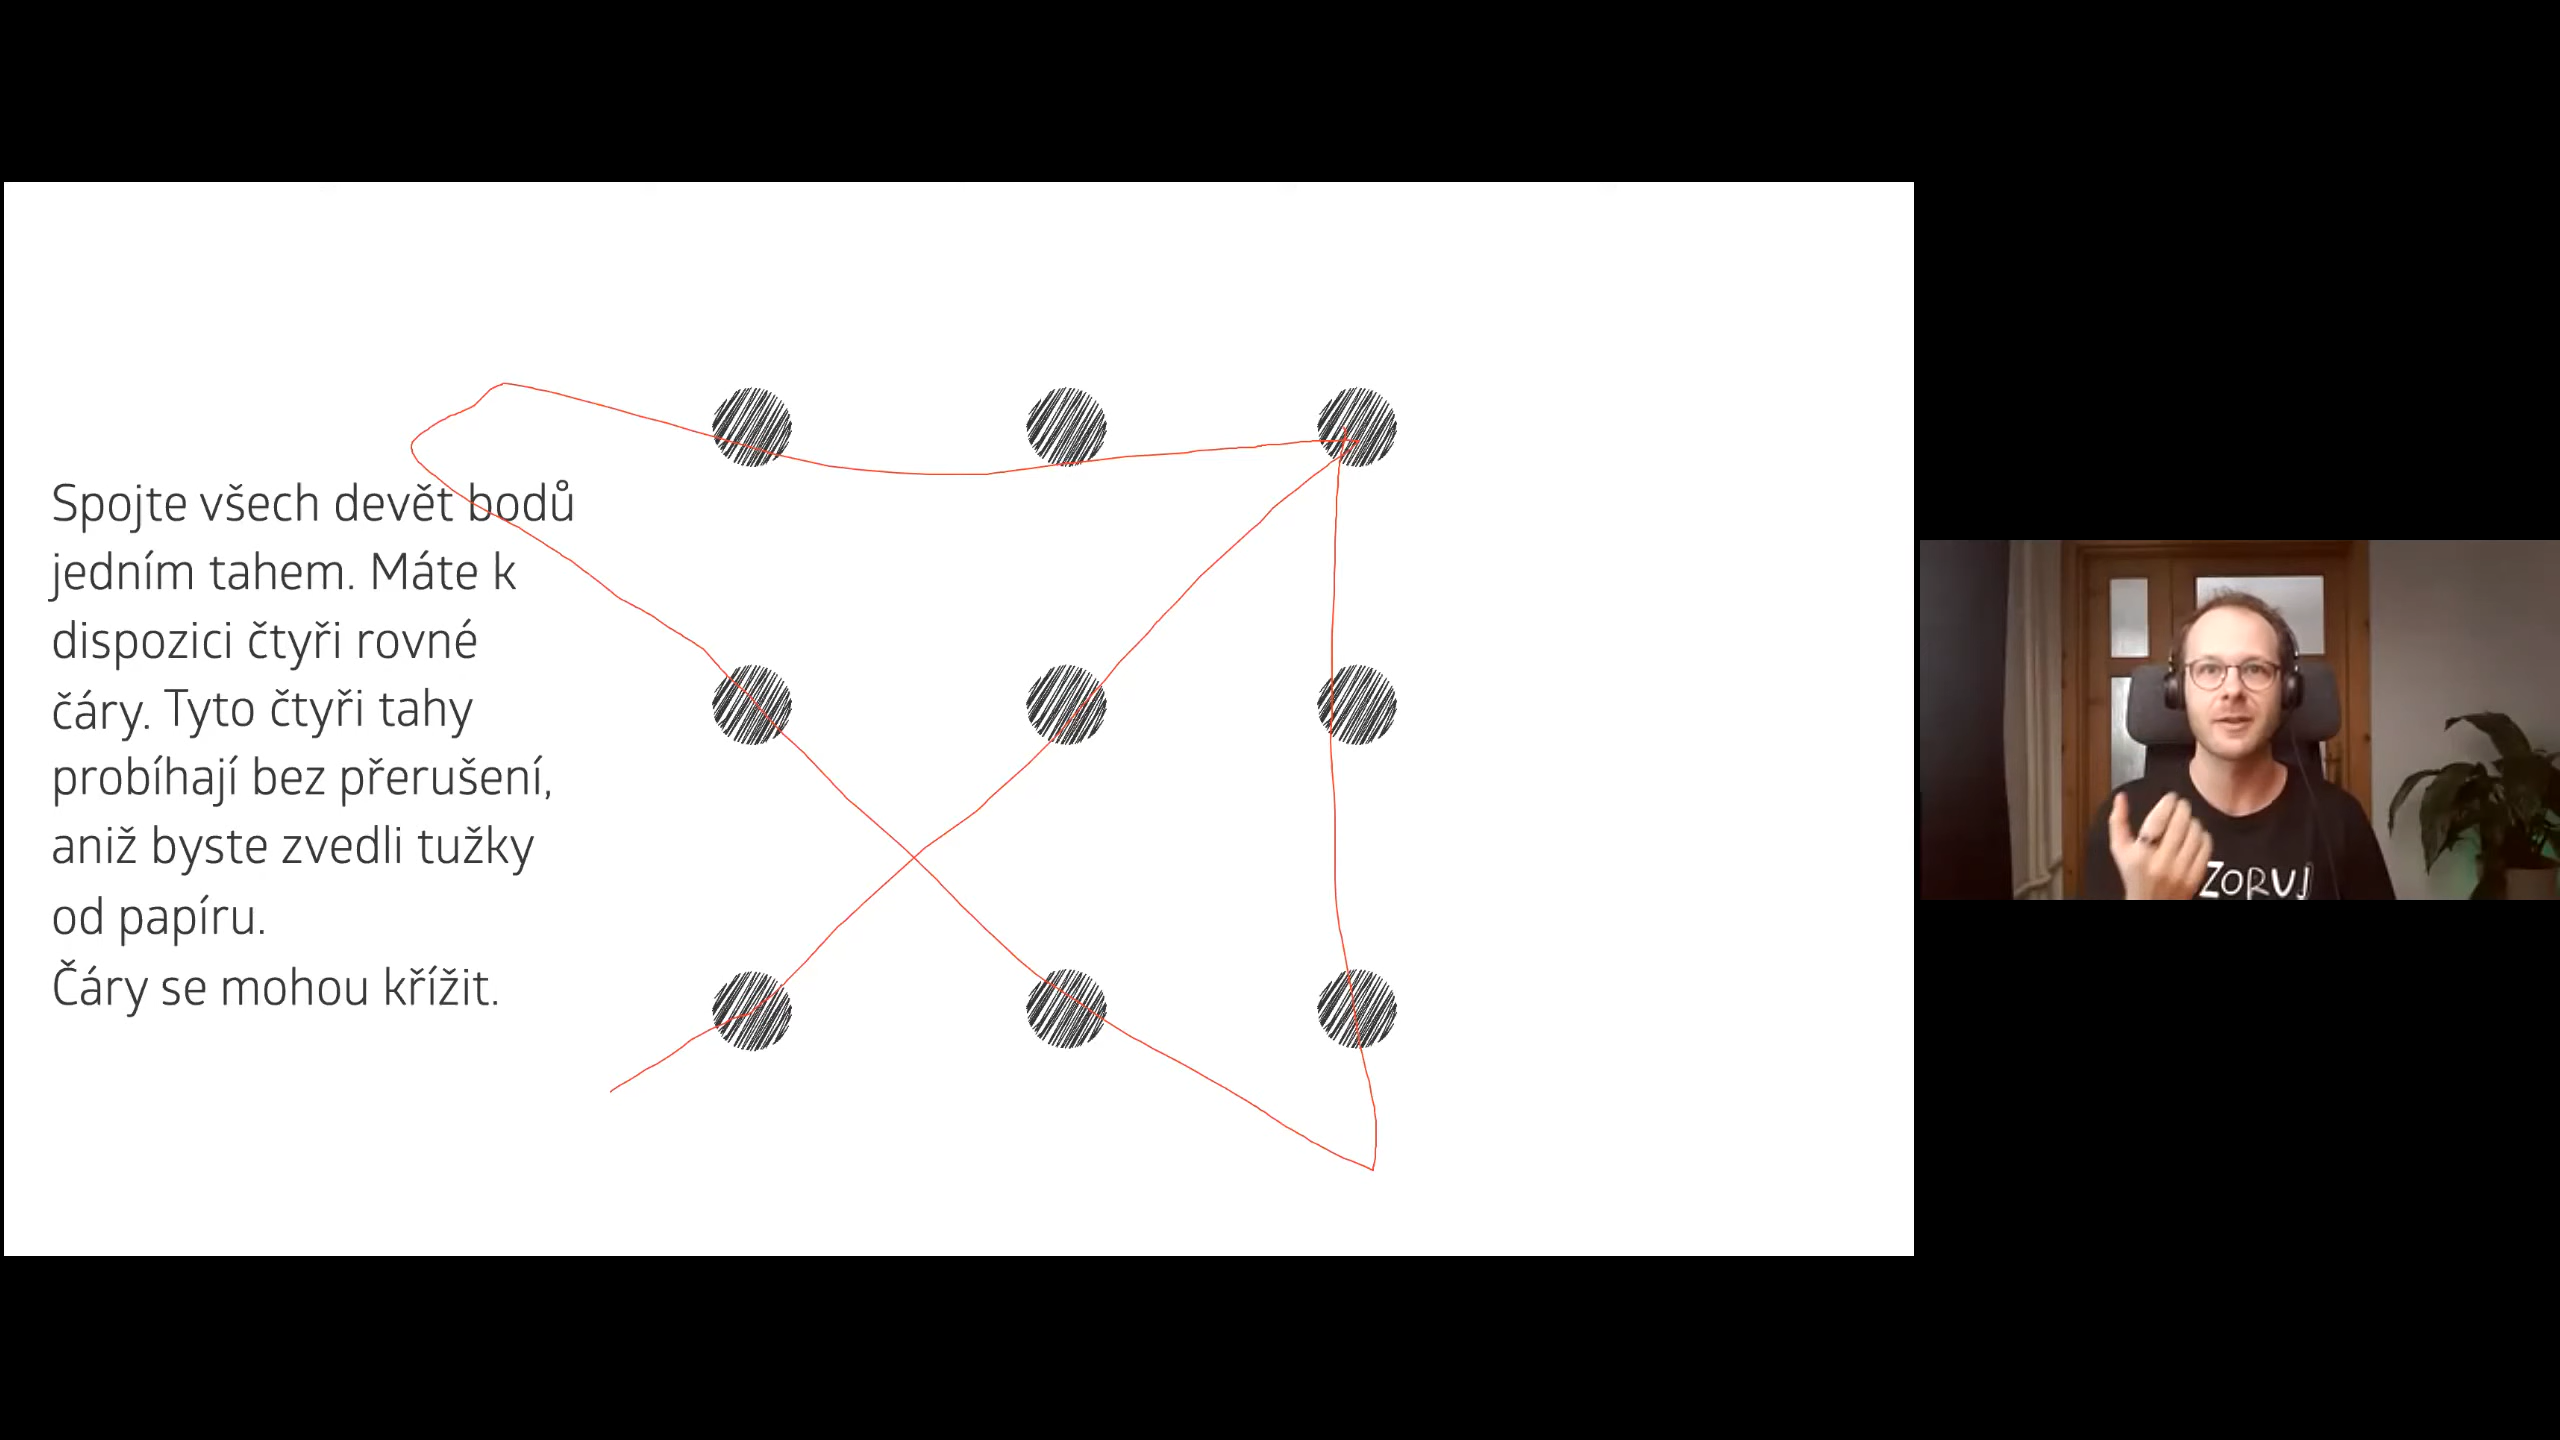 Spojte všech devět bodů
jedním tahem. Máte k
dispozici čtyři rovné
čáry. Tyto čtyři tahy
probíhají bez přerušení,
aniž byste zvedli tužky
od papíru.
Čáry se mohou křížit.
ZORUJ